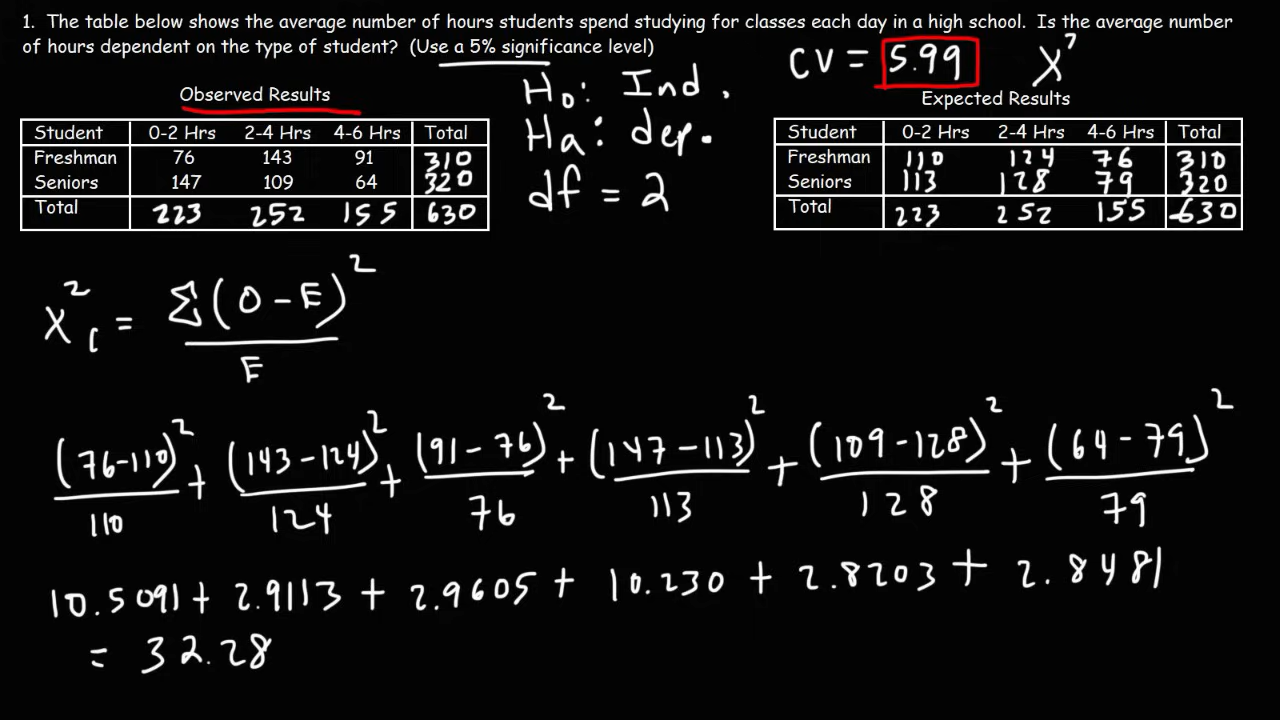 1. The table below shows the average number of hours students spend studying for classes each day in a high school. Is the average number
of hours dependent on the type of student? (Use a 5% significance level)
CV = 5.99 X²
H₀: Ind.
Ha: dep.
df = 2
Observed Results
Student 0-2 Hrs 2-4 Hrs 4-6 Hrs Total
Freshman 76 143 91 310
Seniors 147 109 64 320
Total 223 252 155 630
Expected Results
Student 0-2 Hrs 2-4 Hrs 4-6 Hrs Total
Freshman 110 124 76 310
Seniors 113 128 79 320
Total 223 252 155 630
X²c = Σ(O-E)²
E
(76-110)² + (143-124)² + (91-76)² + (147-113)² + (109-128)² + (64-79)²
110 124 76 113 128 79
10.5091 + 2.9113 + 2.9605 + 10.230 + 2.8203 + 2.8481
= 32.28